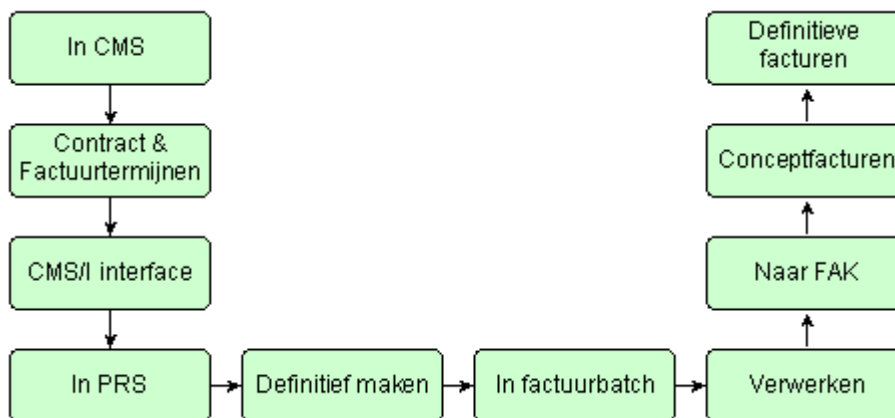 In CMS
Contract &
Factuurtermijnen
CMS/I interface
In PRS
Definitief maken
In factuurbatch
Verwerken
Naar FAK
Conceptfacturen
Definitieve
facturen